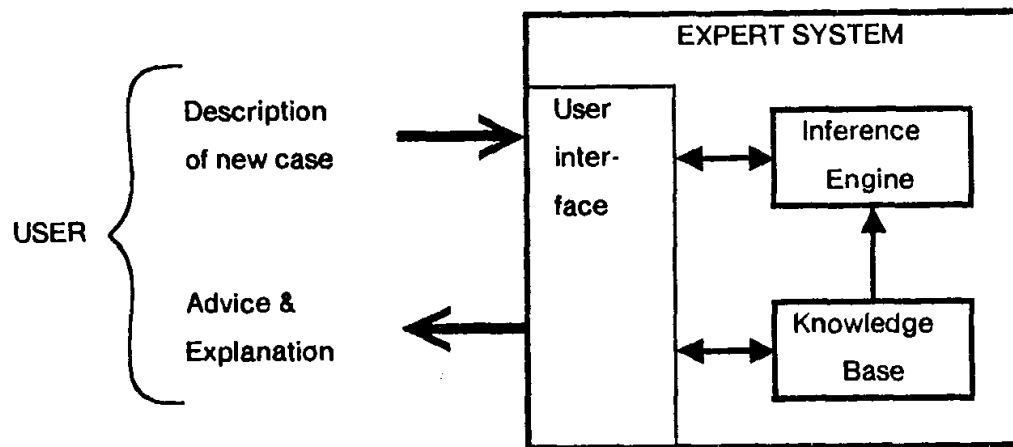 EXPERT SYSTEM
USER
Description
of new case
Advice &
Explanation
User
inter-
face
Inference
Engine
Knowledge
Base